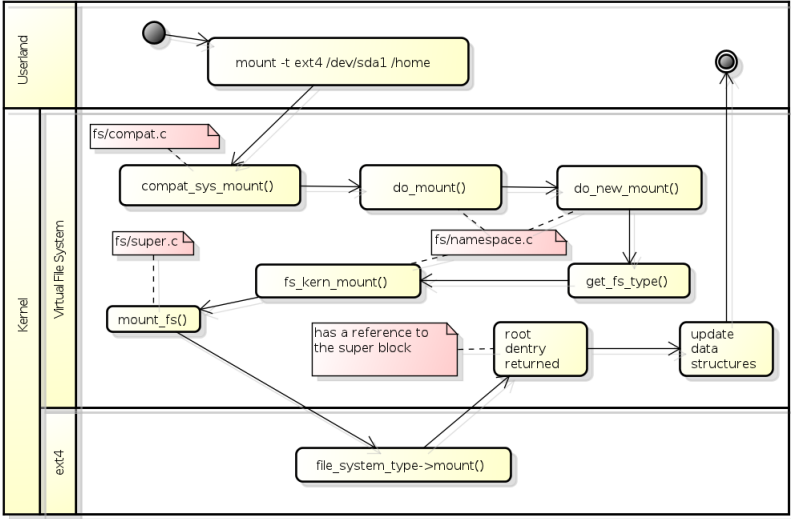 Userland
mount -t ext4 /dev/sda1 /home
Kernel
Virtual File System
fs/compat.c
compat_sys_mount()
do_mount()
do_new_mount()
fs/super.c
fs/namespace.c
fs_kern_mount()
get_fs_type()
mount_fs()
has a reference to
the super block
root
dentry
returned
update
data
structures
ext4
file_system_type->mount()